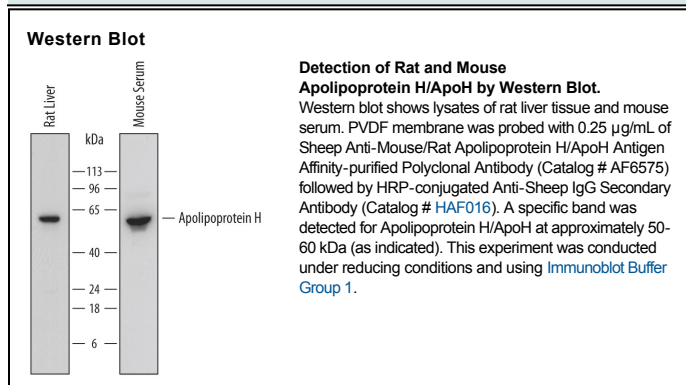 Western Blot
Rat Liver
Mouse Serum
kDa
113
96
65
40
24
18
6
Apolipoprotein H
Detection of Rat and Mouse
Apolipoprotein H/ApoH by Western Blot.
Western blot shows lysates of rat liver tissue and mouse
serum. PVDF membrane was probed with 0.25 µg/mL of
Sheep Anti-Mouse/Rat Apolipoprotein H/ApoH Antigen
Affinity-purified Polyclonal Antibody (Catalog # AF6575)
followed by HRP-conjugated Anti-Sheep IgG Secondary
Antibody (Catalog # HAF016). A specific band was
detected for Apolipoprotein H/ApoH at approximately 50-
60 kDa (as indicated). This experiment was conducted
under reducing conditions and using Immunoblot Buffer
Group 1.